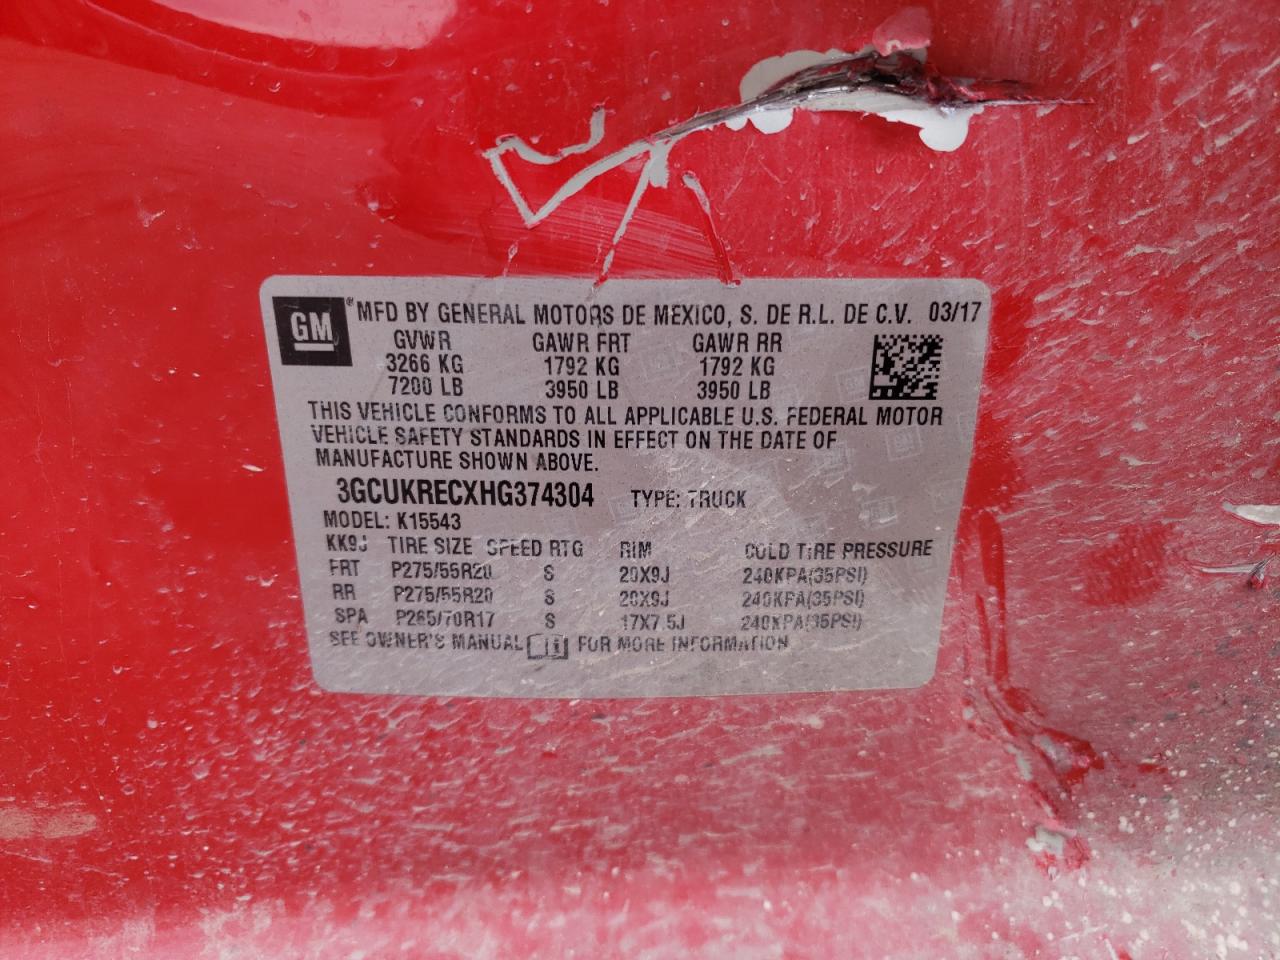 GM ® MFD BY GENERAL MOTORS DE MEXICO, S. DE R.L. DE C.V. 03/17
GVWR GAWR FRT GAWR RR
3266 KG 1792 KG 1792 KG
7200 LB 3950 LB 3950 LB
THIS VEHICLE CONFORMS TO ALL APPLICABLE U.S. FEDERAL MOTOR
VEHICLE SAFETY STANDARDS IN EFFECT ON THE DATE OF
MANUFACTURE SHOWN ABOVE.
3GCUKRECXHG374304 TYPE: TRUCK
MODEL: K15543
KK9J TIRE SIZE SPEED RTG RIM COLD TIRE PRESSURE
FRT P275/55R20 S 20X9J 240KPA(35PSI)
RR P275/55R20 S 20X9J 240KPA(35PSI)
SPA P265/70R17 S 17X7.5J 240KPA(35PSI)
SEE OWNER'S MANUAL FOR MORE INFORMATION